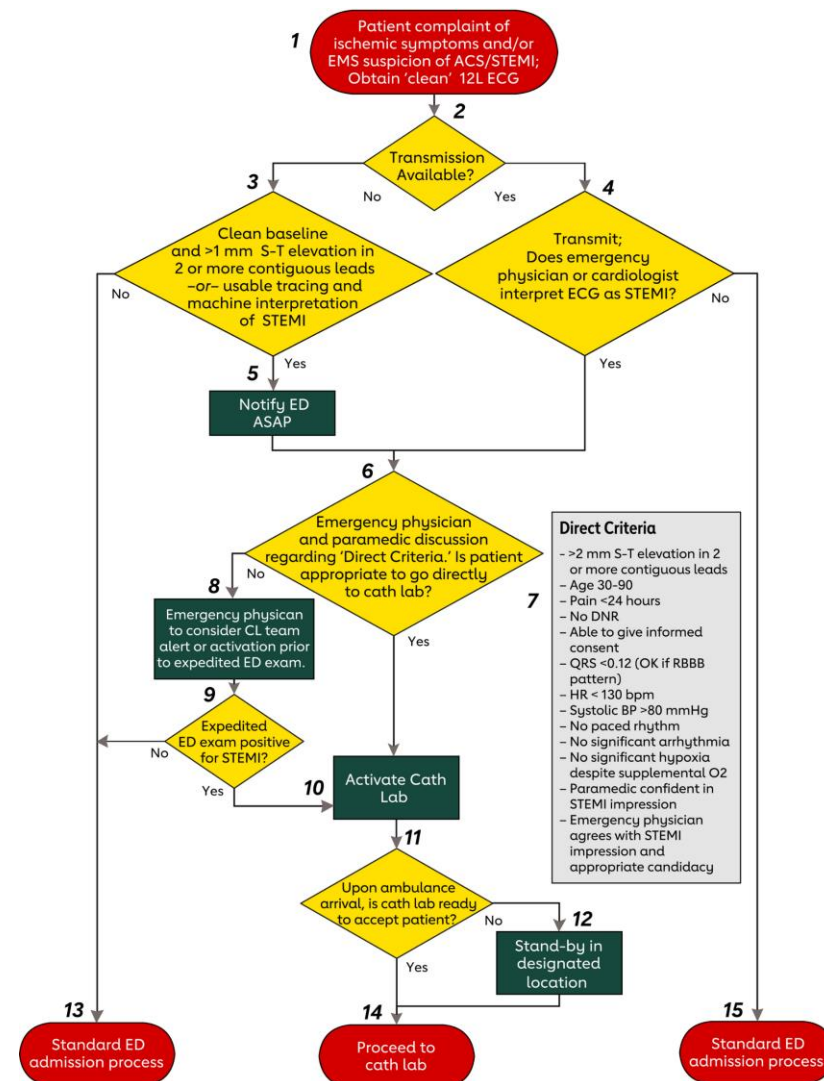 1
Patient complaint of
ischemic symptoms and/or
EMS suspicion of ACS/STEMI;
Obtain ‘clean’ 12L ECG
2
Transmission
Available?
No
Yes
3
Clean baseline
and >1 mm S-T elevation in
2 or more contiguous leads
–or– usable tracing and
machine interpretation
of STEMI
No
Yes
4
Transmit;
Does emergency
physician or cardiologist
interpret ECG as STEMI?
No
Yes
5
Notify ED
ASAP
6
Emergency physician
and paramedic discussion
regarding ‘Direct Criteria.’ Is patient
appropriate to go directly
to cath lab?
No
Yes
7
Direct Criteria
- >2 mm S-T elevation in 2
or more contiguous leads
– Age 30-90
– Pain <24 hours
– No DNR
– Able to give informed
consent
– QRS <0.12 (OK if RBBB
pattern)
– HR < 130 bpm
– Systolic BP >80 mmHg
– No paced rhythm
– No significant arrhythmia
– No significant hypoxia
despite supplemental O2
– Paramedic confident in
STEMI impression
– Emergency physician
agrees with STEMI
impression and
appropriate candidacy
8
Emergency physican
to consider CL team
alert or activation prior
to expedited ED exam.
9
Expedited
ED exam positive
for STEMI?
No
Yes
10
Activate Cath
Lab
11
Upon ambulance
arrival, is cath lab ready
to accept patient?
No
Yes
12
Stand-by in
designated
location
13
Standard ED
admission process
14
Proceed to
cath lab
15
Standard ED
admission process